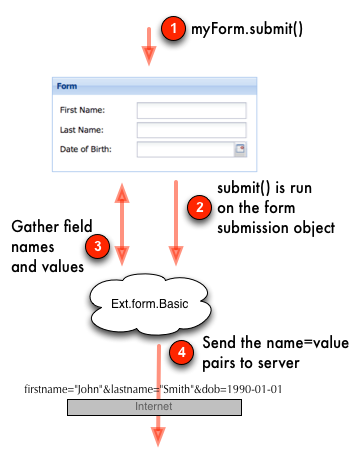 1 myForm.submit()
Form
First Name:
Last Name:
Date of Birth:
submit() is run
2 on the form
submission object
Gather field
names 3
and values
Ext.form.Basic
4 Send the name=value
pairs to server
firstname="John"&lastname="Smith"&dob=1990-01-01
Internet